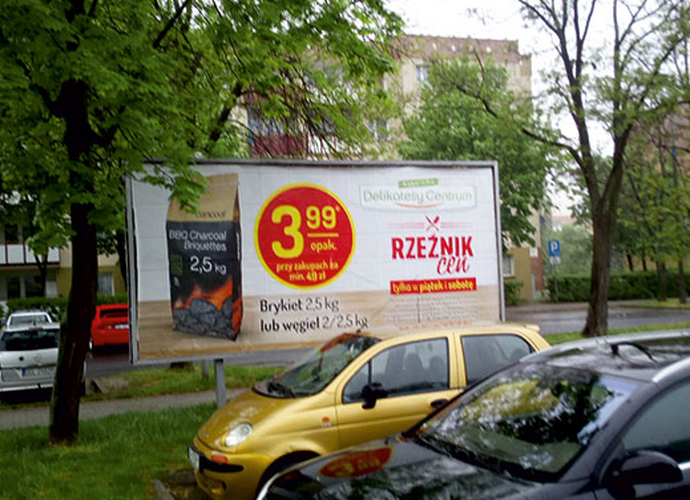 BBQ Charcoal
Briquettes
2,5 kg
3 99*
opak.
przy zakupach za
min. 49 zł
Delikatesy Centrum
RZEŹNIK
cen
tylko w piątek i sobotę
Brykiet 2,5 kg
lub węgiel 2/2,5 kg
P